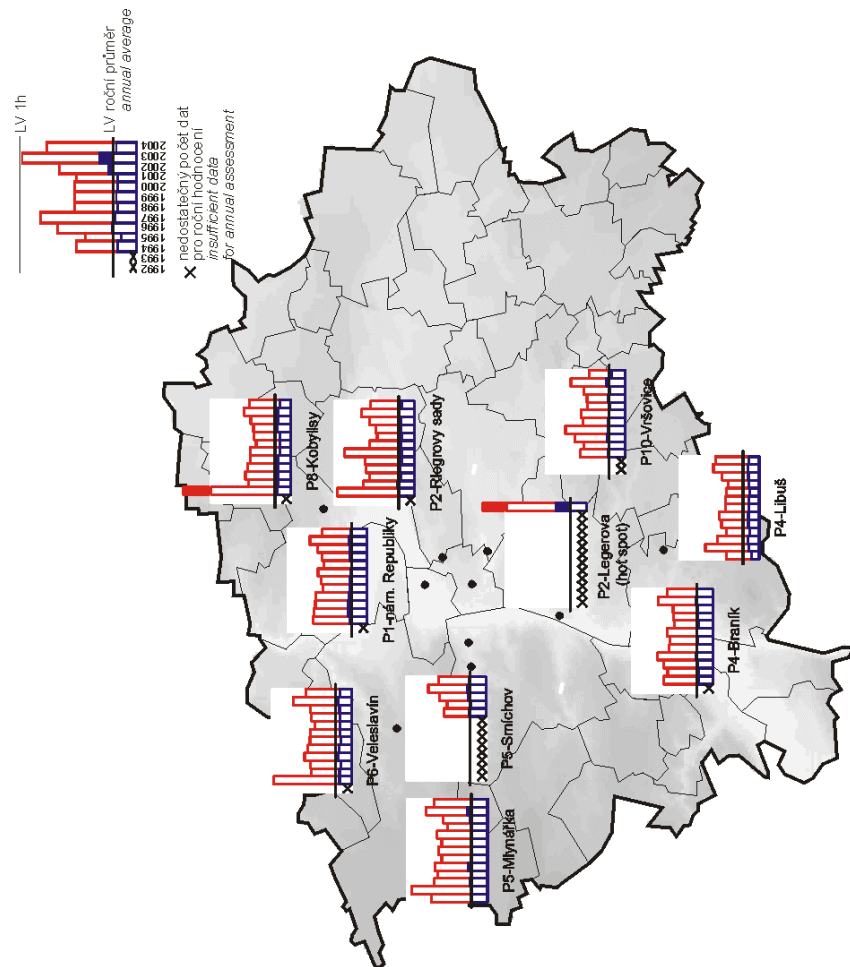 LV 1h
LV roční průměr
annual average
2004
2003
2002
2001
2000
1999
1998
1997
1996
1995
1994
1993
1992
nedostatečný počet dat
pro roční hodnocení
insufficient data
for annual assessment
P8-Kobylisy
P2-Riegrovy sady
P1-nám. Republiky
P10-Vršovice
P2-Legerova
(hot spot)
P4-Libuš
P4-Braník
P6-Veleslavín
P5-Smíchov
P5-Mlynářka